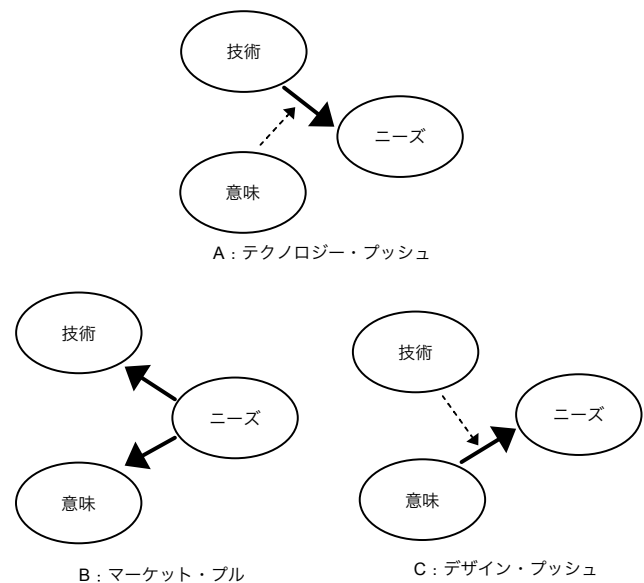 技術
ニーズ
意味
A：テクノロジー・プッシュ
技術
ニーズ
意味
B：マーケット・プル
技術
ニーズ
意味
C：デザイン・プッシュ